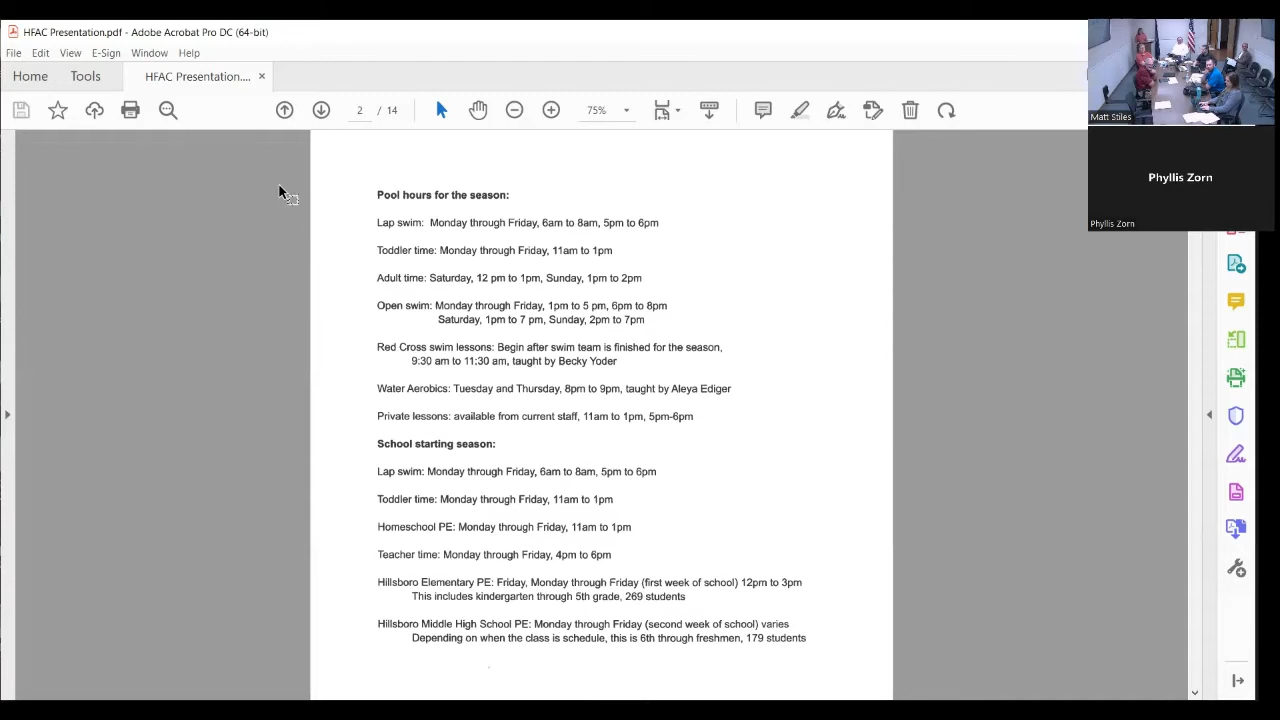 HFAC Presentation.pdf - Adobe Acrobat Pro DC (64-bit)
File Edit View E-Sign Window Help
Home Tools HFAC Presentation.... ×
2 / 14 75%
Matt Stiles
Phyllis Zorn
Phyllis Zorn
Pool hours for the season:
Lap swim: Monday through Friday, 6am to 8am, 5pm to 6pm
Toddler time: Monday through Friday, 11am to 1pm
Adult time: Saturday, 12 pm to 1pm, Sunday, 1pm to 2pm
Open swim: Monday through Friday, 1pm to 5 pm, 6pm to 8pm
Saturday, 1pm to 7 pm, Sunday, 2pm to 7pm
Red Cross swim lessons: Begin after swim team is finished for the season,
9:30 am to 11:30 am, taught by Becky Yoder
Water Aerobics: Tuesday and Thursday, 8pm to 9pm, taught by Aleya Ediger
Private lessons: available from current staff, 11am to 1pm, 5pm-6pm
School starting season:
Lap swim: Monday through Friday, 6am to 8am, 5pm to 6pm
Toddler time: Monday through Friday, 11am to 1pm
Homeschool PE: Monday through Friday, 11am to 1pm
Teacher time: Monday through Friday, 4pm to 6pm
Hillsboro Elementary PE: Friday, Monday through Friday (first week of school) 12pm to 3pm
This includes kindergarten through 5th grade, 269 students
Hillsboro Middle High School PE: Monday through Friday (second week of school) varies
Depending on when the class is schedule, this is 6th through freshmen, 179 students